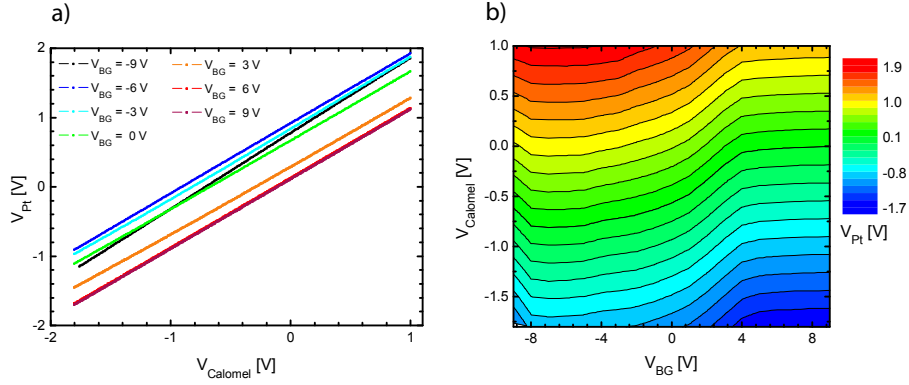 a)
V_Pt [V]
2
1
0
-1
-2
V_BG = -9 V
V_BG = -6 V
V_BG = -3 V
V_BG = 0 V
V_BG = 3 V
V_BG = 6 V
V_BG = 9 V
-2
-1
0
1
V_Calomel [V]
b)
V_Calomel [V]
1.0
0.5
0.0
-0.5
-1.0
-1.5
-8
-4
0
4
8
V_BG [V]
1.9
1.0
0.1
-0.8
-1.7
V_Pt [V]